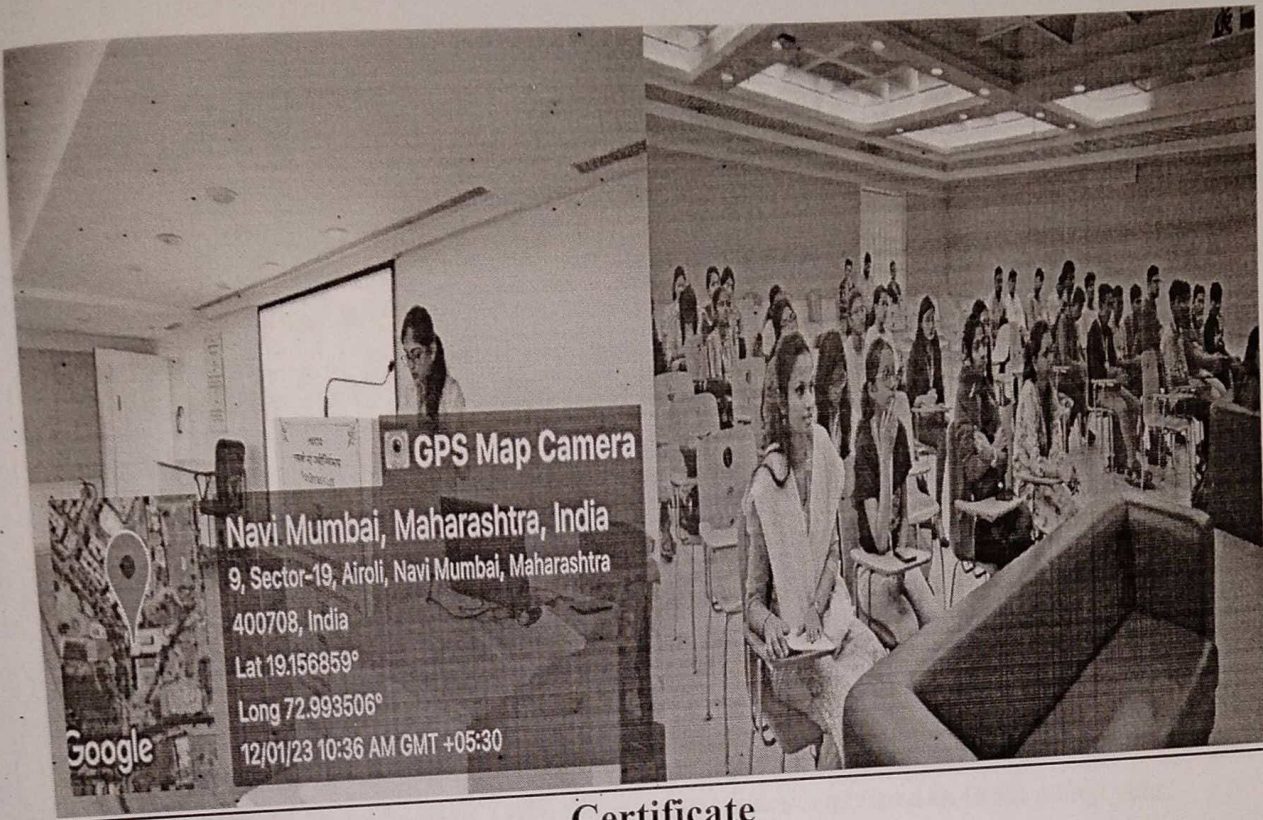 GPS Map Camera
Navi Mumbai, Maharashtra, India
9, Sector-19, Airoli, Navi Mumbai, Maharashtra
400708, India
Lat 19.156859°
Long 72.993506°
12/01/23 10:36 AM GMT +05:30
Google
Certificate